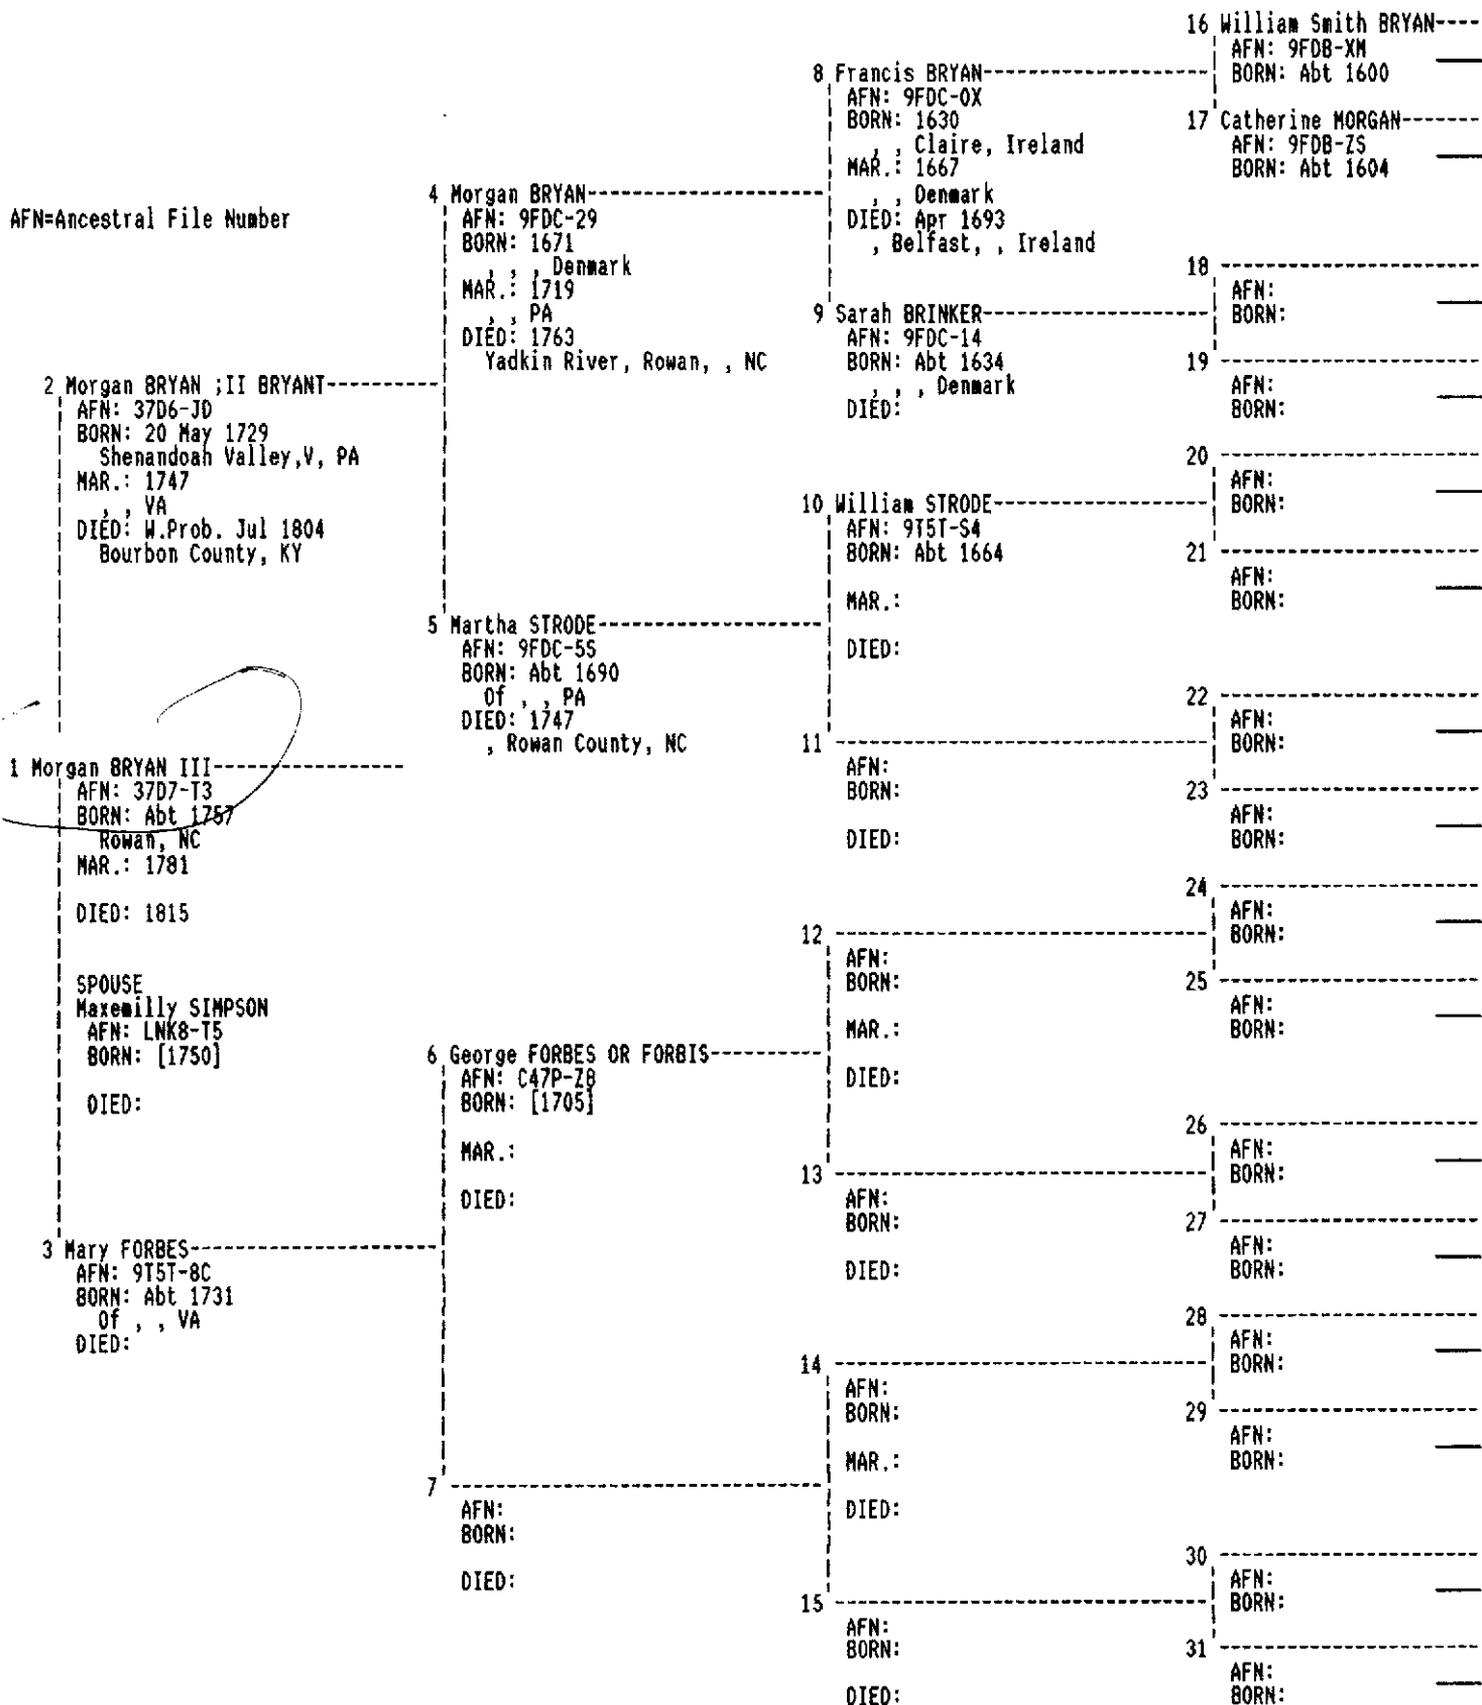 AFN=Ancestral File Number
1 Morgan BRYAN III
AFN: 37D7-T3
BORN: Abt 1757
Rowan, NC
MAR.: 1781
DIED: 1815
SPOUSE
Maxemilly SIMPSON
AFN: LNK8-T5
BORN: [1750]
DIED:
2 Morgan BRYAN ;II BRYANT
AFN: 37D6-JD
BORN: 20 May 1729
Shenandoah Valley,V, PA
MAR.: 1747
, , VA
DIED: W.Prob. Jul 1804
Bourbon County, KY
3 Mary FORBES
AFN: 9T5T-8C
BORN: Abt 1731
Of , , VA
DIED:
4 Morgan BRYAN
AFN: 9FDC-29
BORN: 1671
, , , Denmark
MAR.: 1719
, , PA
DIED: 1763
Yadkin River, Rowan, , NC
5 Martha STRODE
AFN: 9FDC-5S
BORN: Abt 1690
Of , , PA
DIED: 1747
, Rowan County, NC
6 George FORBES OR FORBIS
AFN: C47P-Z8
BORN: [1705]
MAR.:
DIED:
7
AFN:
BORN:
DIED:
8 Francis BRYAN
AFN: 9FDC-0X
BORN: 1630
, , Claire, Ireland
MAR.: 1667
, , Denmark
DIED: Apr 1693
, Belfast, , Ireland
9 Sarah BRINKER
AFN: 9FDC-14
BORN: Abt 1634
, , , Denmark
DIED:
10 William STRODE
AFN: 9T5T-S4
BORN: Abt 1664
MAR.:
DIED:
11
AFN:
BORN:
DIED:
12
AFN:
BORN:
MAR.:
DIED:
13
AFN:
BORN:
DIED:
14
AFN:
BORN:
MAR.:
DIED:
15
AFN:
BORN:
DIED:
16 William Smith BRYAN
AFN: 9FDB-XM
BORN: Abt 1600
17 Catherine MORGAN
AFN: 9FDB-ZS
BORN: Abt 1604
18
AFN:
BORN:
19
AFN:
BORN:
20
AFN:
BORN:
21
AFN:
BORN:
22
AFN:
BORN:
23
AFN:
BORN:
24
AFN:
BORN:
25
AFN:
BORN:
26
AFN:
BORN:
27
AFN:
BORN:
28
AFN:
BORN:
29
AFN:
BORN:
30
AFN:
BORN:
31
AFN:
BORN: